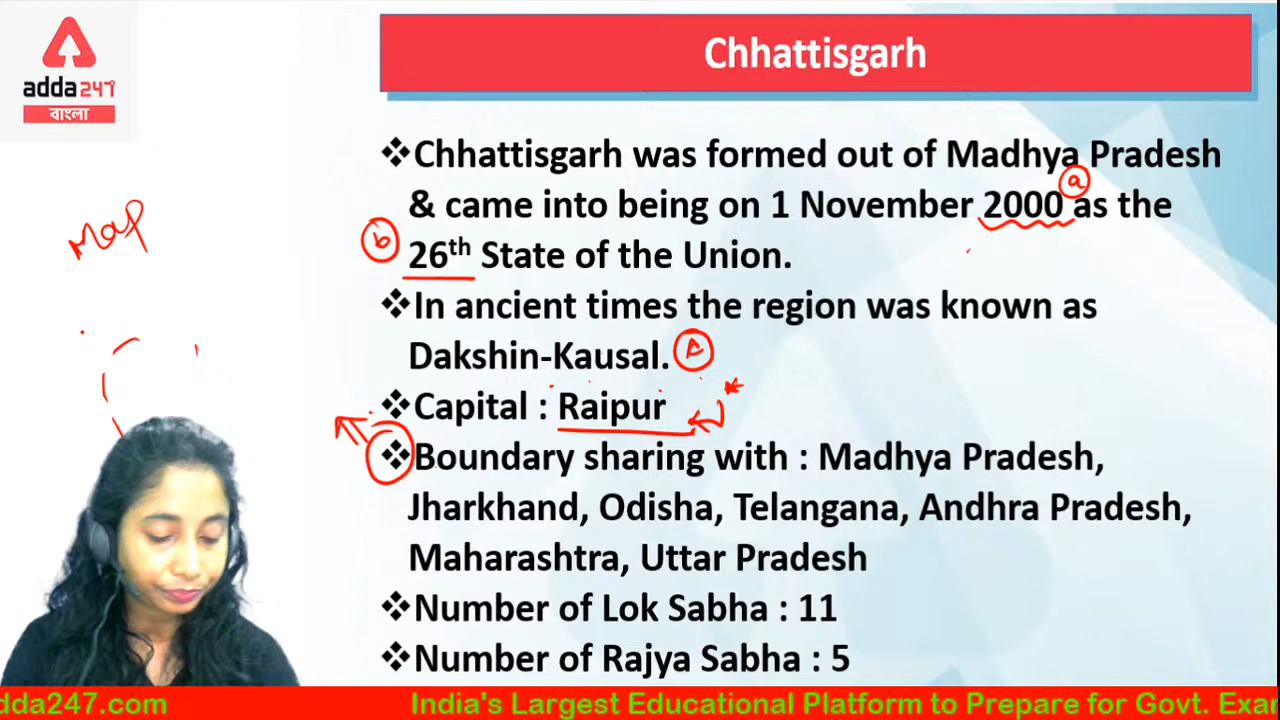 adda247
বাংলা
Chhattisgarh
❖Chhattisgarh was formed out of Madhya Pradesh
& came into being on 1 November 2000 as the
26th State of the Union.
❖In ancient times the region was known as
Dakshin-Kausal.
❖Capital : Raipur
❖Boundary sharing with : Madhya Pradesh,
Jharkhand, Odisha, Telangana, Andhra Pradesh,
Maharashtra, Uttar Pradesh
❖Number of Lok Sabha : 11
❖Number of Rajya Sabha : 5
Map
a
b
dda247.com
India's Largest Educational Platform to Prepare for Govt. Exa